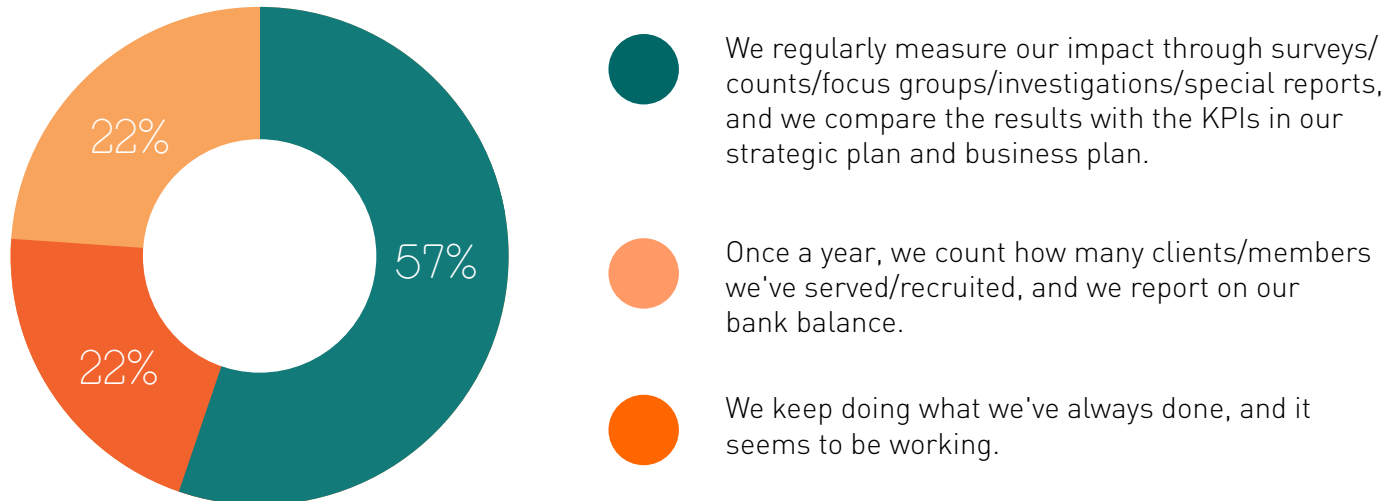 22%
57%
22%
We regularly measure our impact through surveys/
counts/focus groups/investigations/special reports,
and we compare the results with the KPIs in our
strategic plan and business plan.
Once a year, we count how many clients/members
we've served/recruited, and we report on our
bank balance.
We keep doing what we've always done, and it
seems to be working.